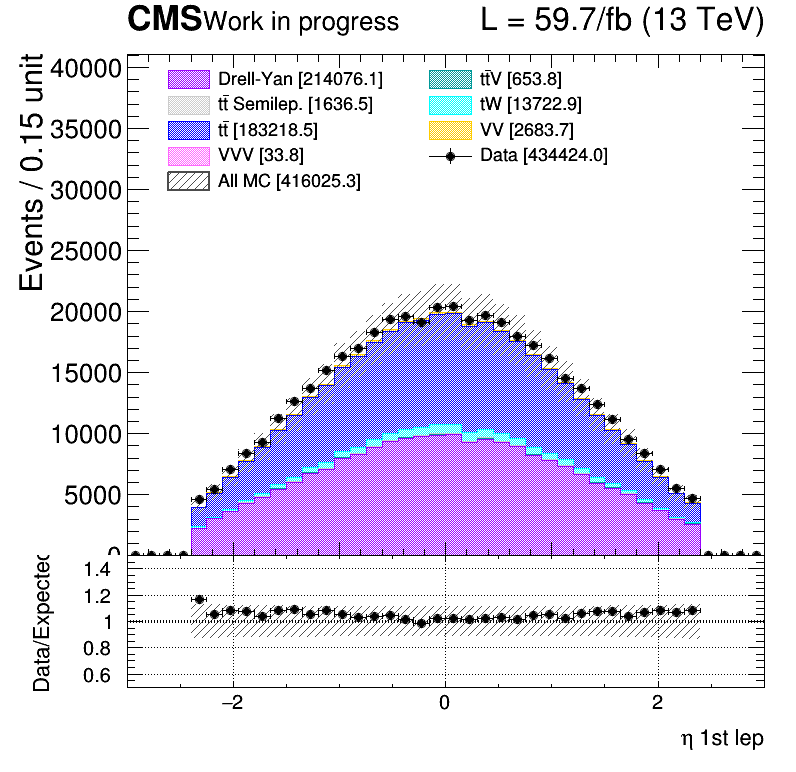 CMS Work in progress L = 59.7/fb (13 TeV)
Events / 0.15 unit
40000
35000
30000
25000
20000
15000
10000
5000
0
Drell-Yan [214076.1]
tt̄ Semilep. [1636.5]
tt̄ [183218.5]
VVV [33.8]
All MC [416025.3]
tt̄V [653.8]
tW [13722.9]
VV [2683.7]
Data [434424.0]
Data/Expected
1.4
1.2
1
0.8
0.6
−2 0 2
η 1st lep